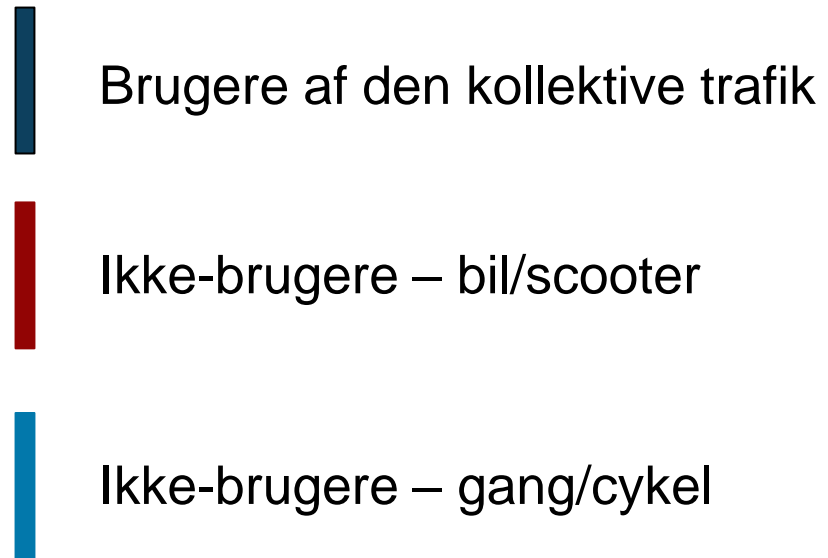 Brugere af den kollektive trafik
Ikke-brugere – bil/scooter
Ikke-brugere – gang/cykel